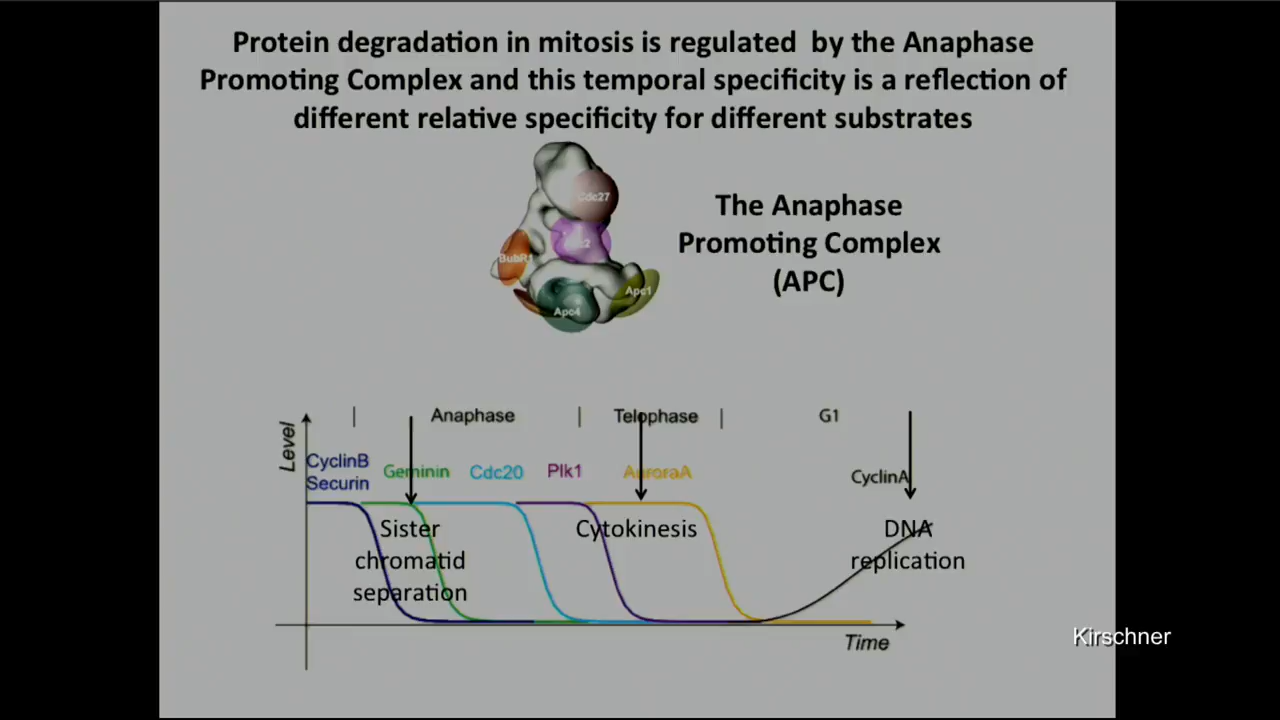 Protein degradation in mitosis is regulated by the Anaphase
Promoting Complex and this temporal specificity is a reflection of
different relative specificity for different substrates
Cdc27
BubR1
Apc1
Apc4
The Anaphase
Promoting Complex
(APC)
Level
Anaphase
Telophase
G1
CyclinB
Securin
Geminin
Cdc20
Plk1
AuroraA
CyclinA
Sister
chromatid
separation
Cytokinesis
DNA
replication
Time
Kirschner